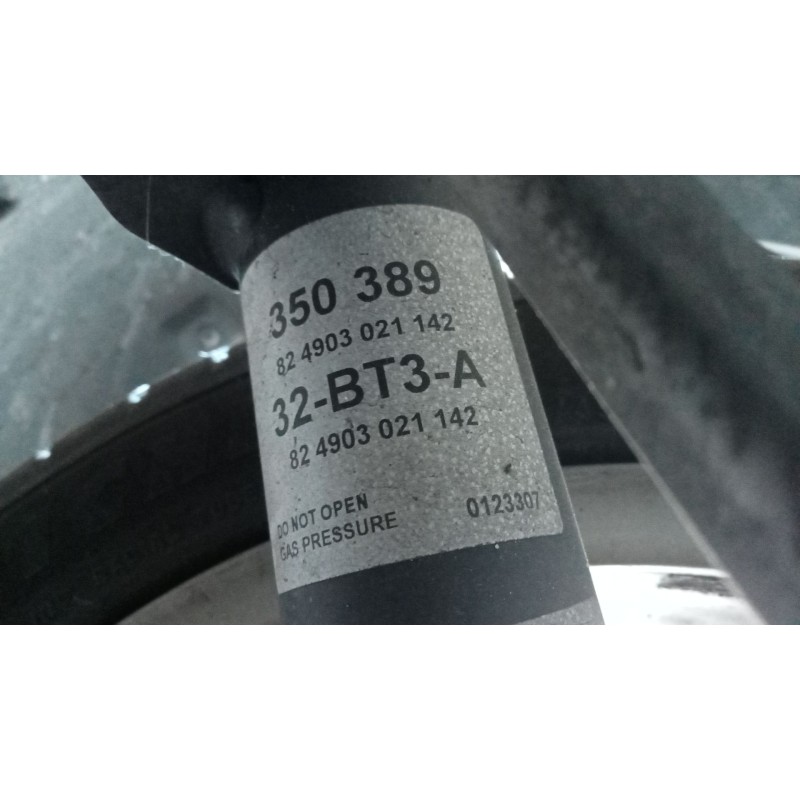 350 389
82 4903 021 142
32-BT3-A
82 4903 021 142
DO NOT OPEN
GAS PRESSURE
0123307